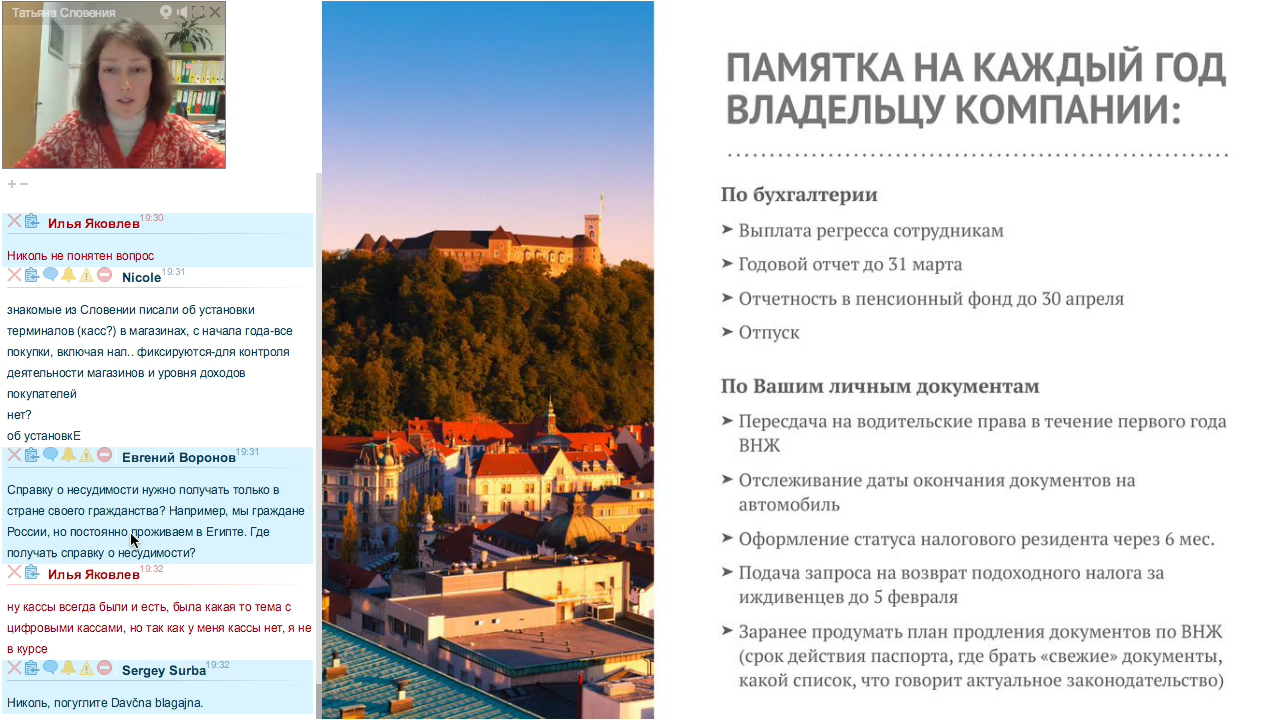 Татьяна Словения
Илья Яковлев 19:30
Николь не понятен вопрос
Nicole 19:31
знакомые из Словении писали об установки
терминалов (касс?) в магазинах, с начала года-все
покупки, включая нал.. фиксируются-для контроля
деятельности магазинов и уровня доходов
покупателей
нет?
об установкЕ
Евгений Воронов 19:31
Справку о несудимости нужно получать только в
стране своего гражданства? Например, мы граждане
России, но постоянно проживаем в Египте. Где
получать справку о несудимости?
Илья Яковлев 19:32
ну кассы всегда были и есть, была какая то тема с
цифровыми кассами, но так как у меня кассы нет, я не
в курсе
Sergey Surba 19:32
Николь, погуглите Davčna blagajna.
ПАМЯТКА НА КАЖДЫЙ ГОД
ВЛАДЕЛЬЦУ КОМПАНИИ:
По бухгалтерии
➤ Выплата регресса сотрудникам
➤ Годовой отчет до 31 марта
➤ Отчетность в пенсионный фонд до 30 апреля
➤ Отпуск
По Вашим личным документам
➤ Пересдача на водительские права в течение первого года
ВНЖ
➤ Отслеживание даты окончания документов на
автомобиль
➤ Оформление статуса налогового резидента через 6 мес.
➤ Подача запроса на возврат подоходного налога за
иждивенцев до 5 февраля
➤ Заранее продумать план продления документов по ВНЖ
(срок действия паспорта, где брать «свежие» документы,
какой список, что говорит актуальное законодательство)